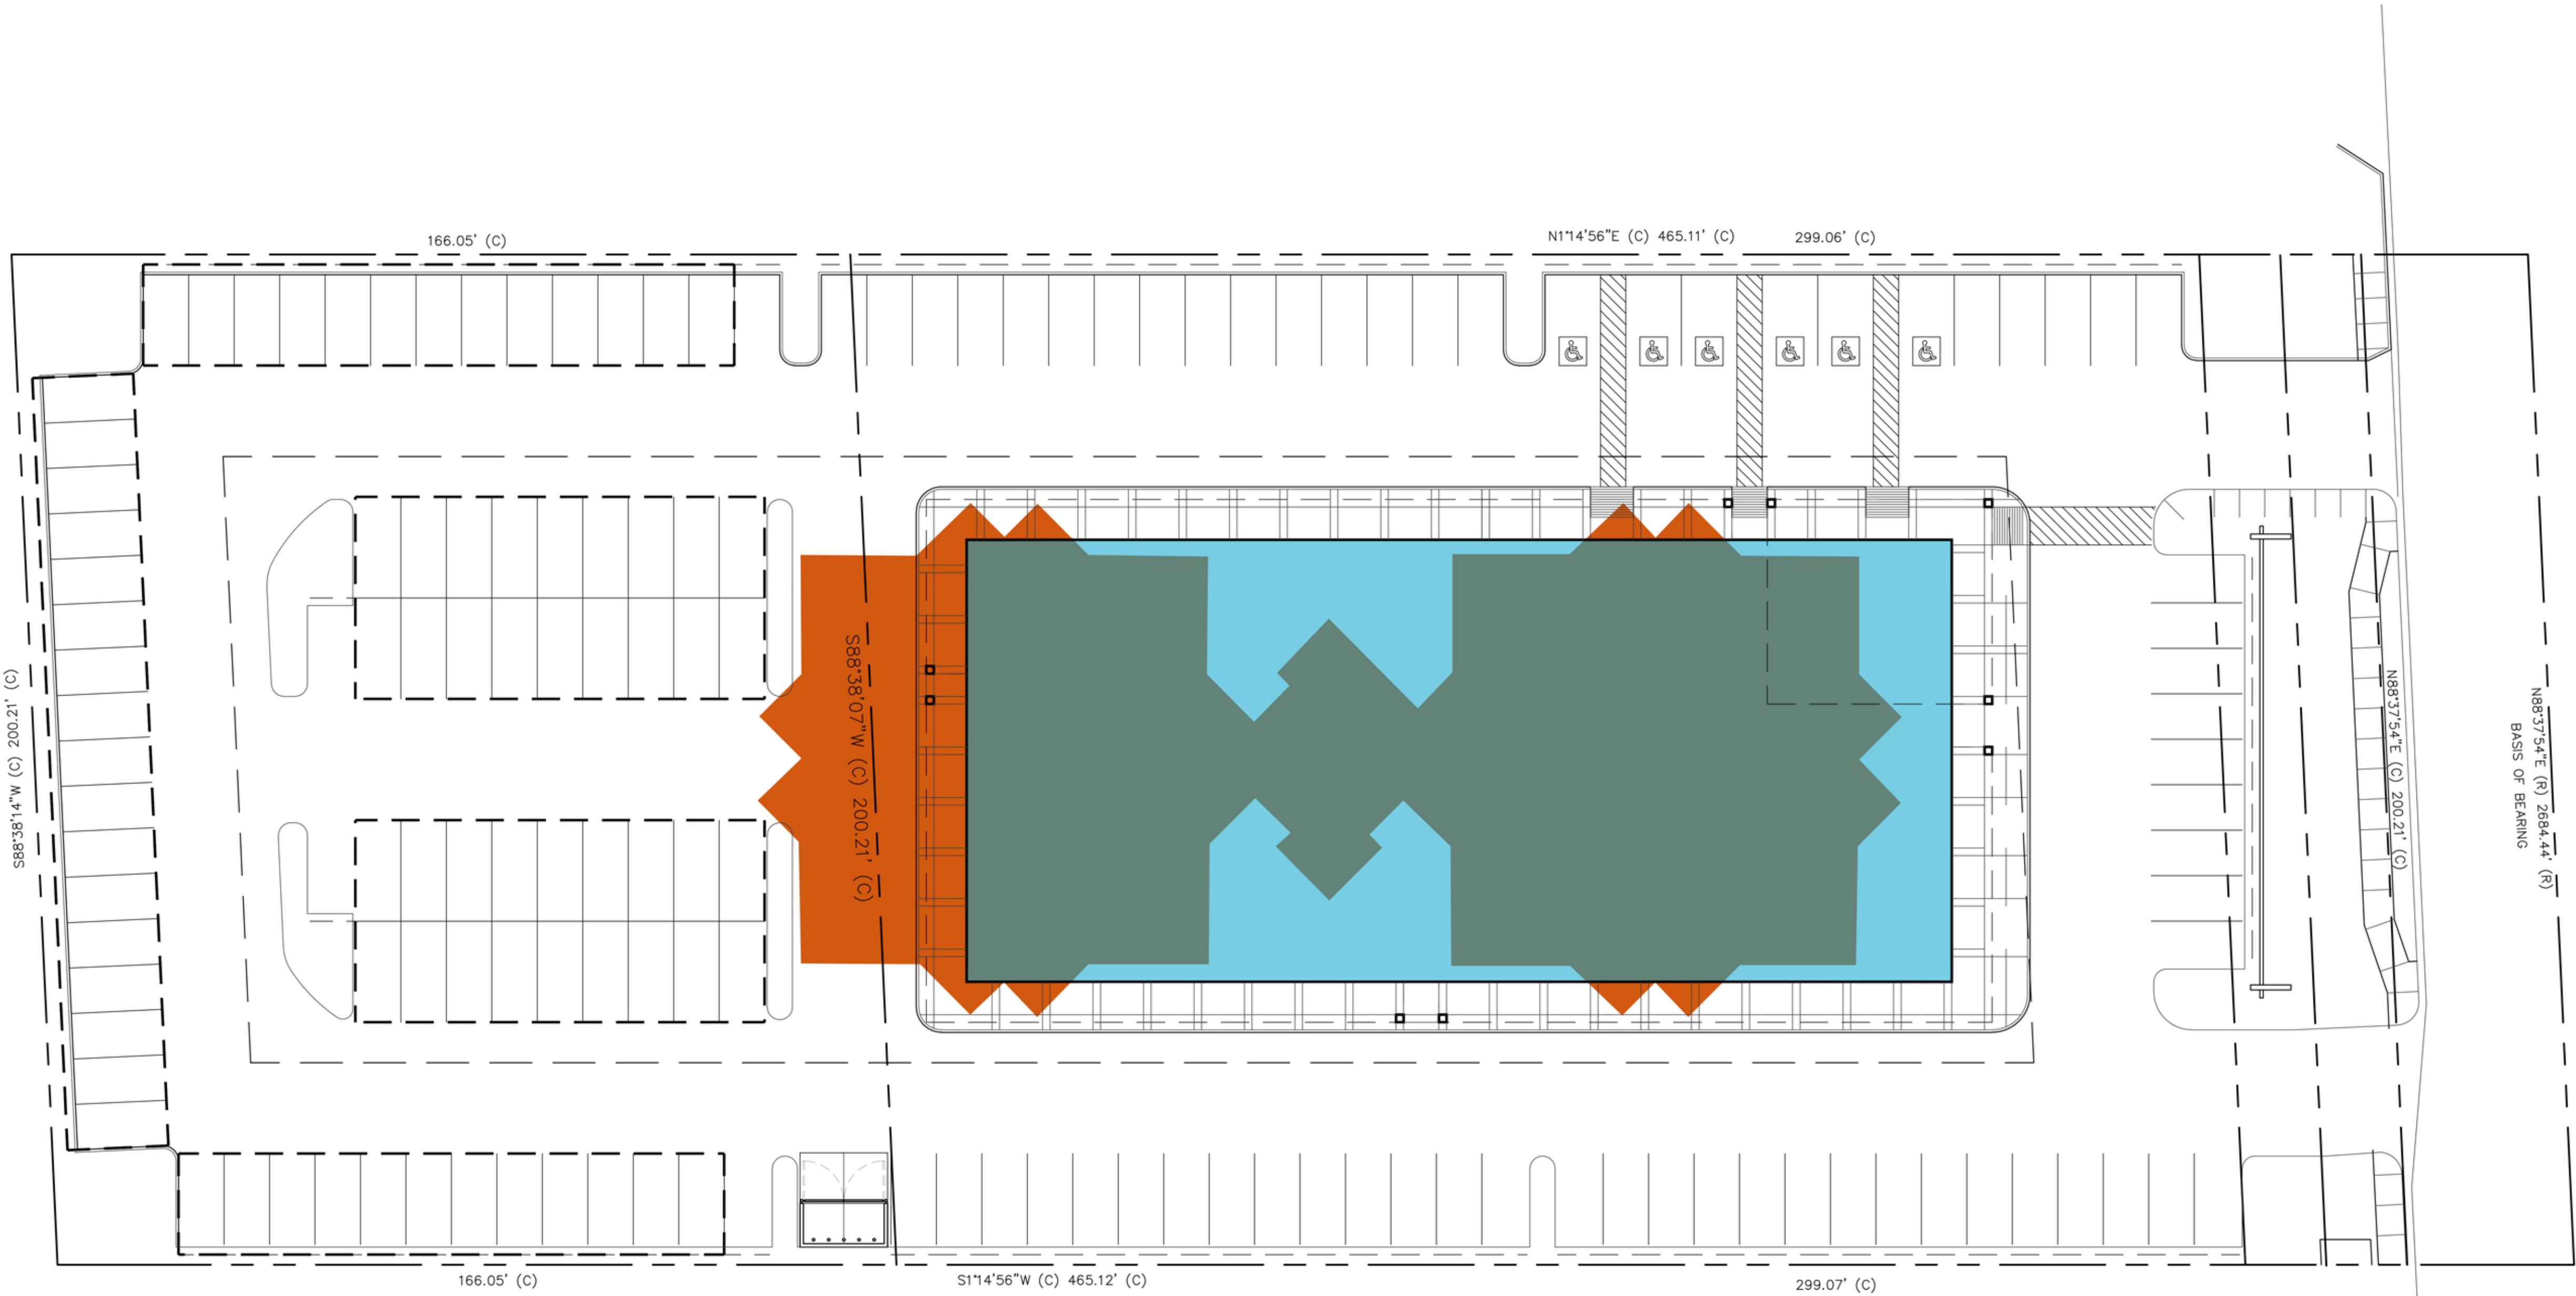 166.05' (C)
N1°14'56"E (C) 465.11' (C)
299.06' (C)
S88°38'14"W (C) 200.21' (C)
S88°38'07"W (C) 200.21' (C)
N88°37'54"E (C) 200.21' (C)
N88°37'54"E (R) 2684.44' (R)
BASIS OF BEARING
166.05' (C)
S1°14'56"W (C) 465.12' (C)
299.07' (C)